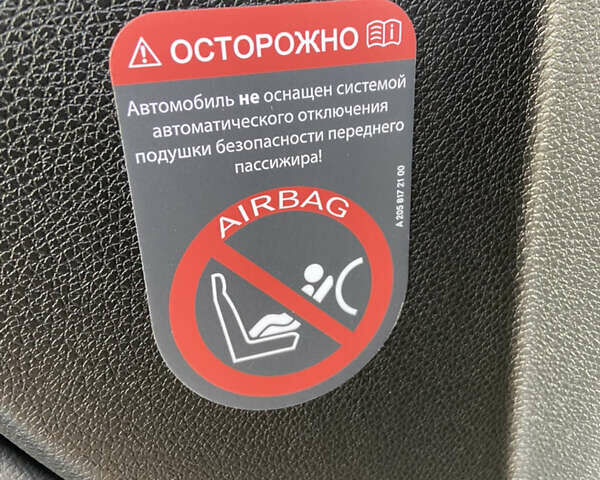 ОСТОРОЖНО
Автомобиль не оснащен системой
автоматического отключения
подушки безопасности переднего
пассажира!
AIRBAG
A 205 817 21 00